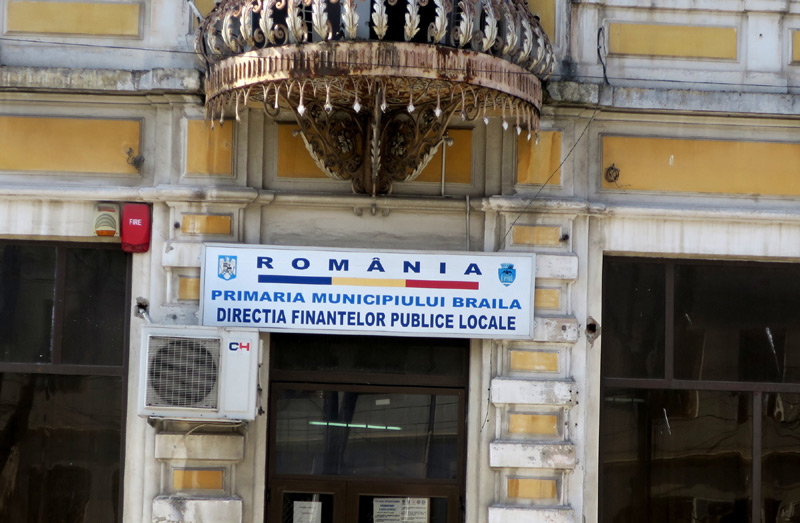 FIRE
ROMÂNIA
PRIMARIA MUNICIPIULUI BRAILA
DIRECTIA FINANTELOR PUBLICE LOCALE
CH